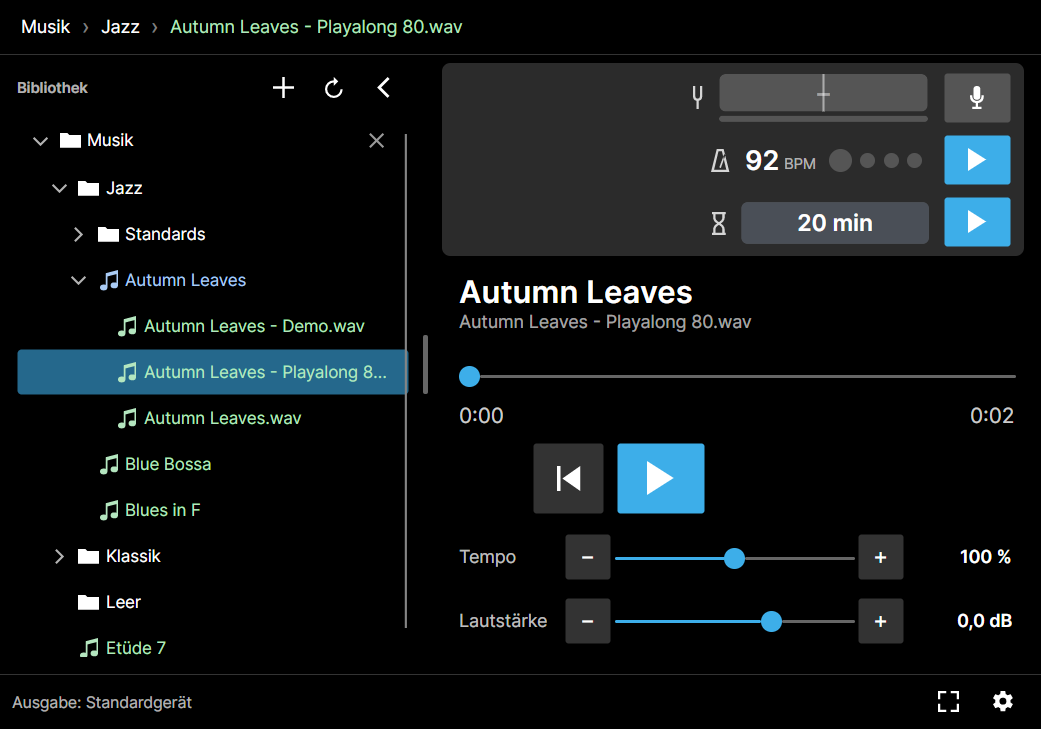 Musik › Jazz › Autumn Leaves - Playalong 80.wav
Bibliothek
Musik
Jazz
Standards
Autumn Leaves
Autumn Leaves - Demo.wav
Autumn Leaves - Playalong 8...
Autumn Leaves.wav
Blue Bossa
Blues in F
Klassik
Leer
Etüde 7
92 BPM
20 min
Autumn Leaves
Autumn Leaves - Playalong 80.wav
0:00 0:02
Tempo − + 100 %
Lautstärke − + 0,0 dB
Ausgabe: Standardgerät